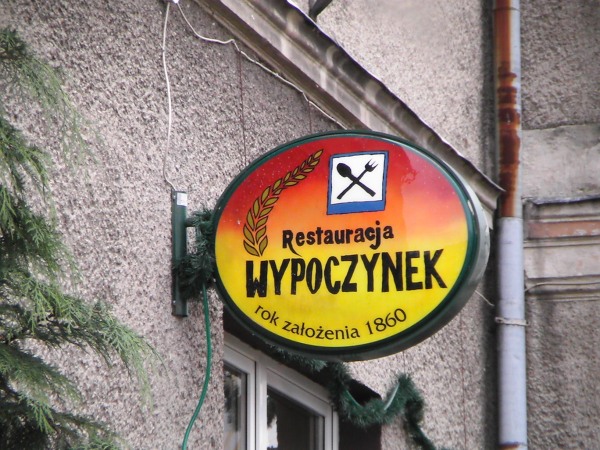 Restauracja
WYPOCZYNEK
rok założenia 1860